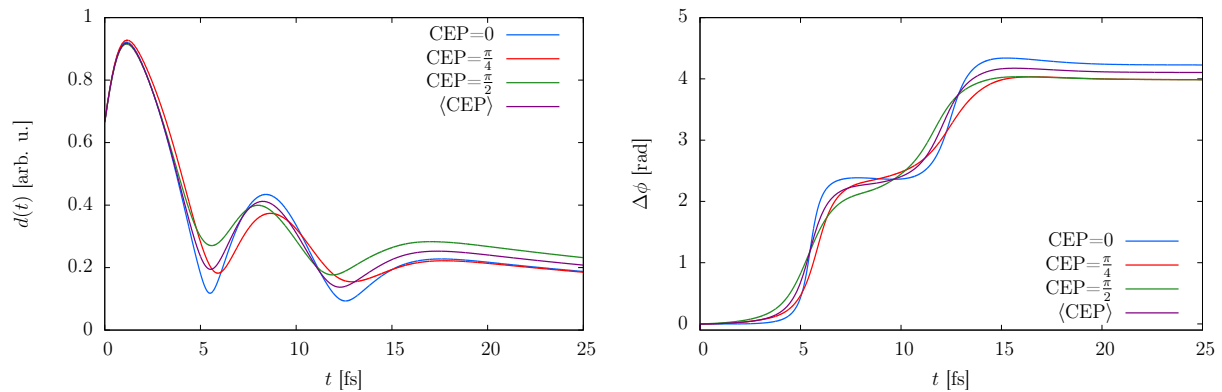 1
0.8
0.6
0.4
0.2
0
0
5
10
15
20
25
d(t) [arb. u.]
t [fs]
CEP=0
CEP=π/4
CEP=π/2
⟨CEP⟩
5
4
3
2
1
0
0
5
10
15
20
25
Δϕ [rad]
t [fs]
CEP=0
CEP=π/4
CEP=π/2
⟨CEP⟩